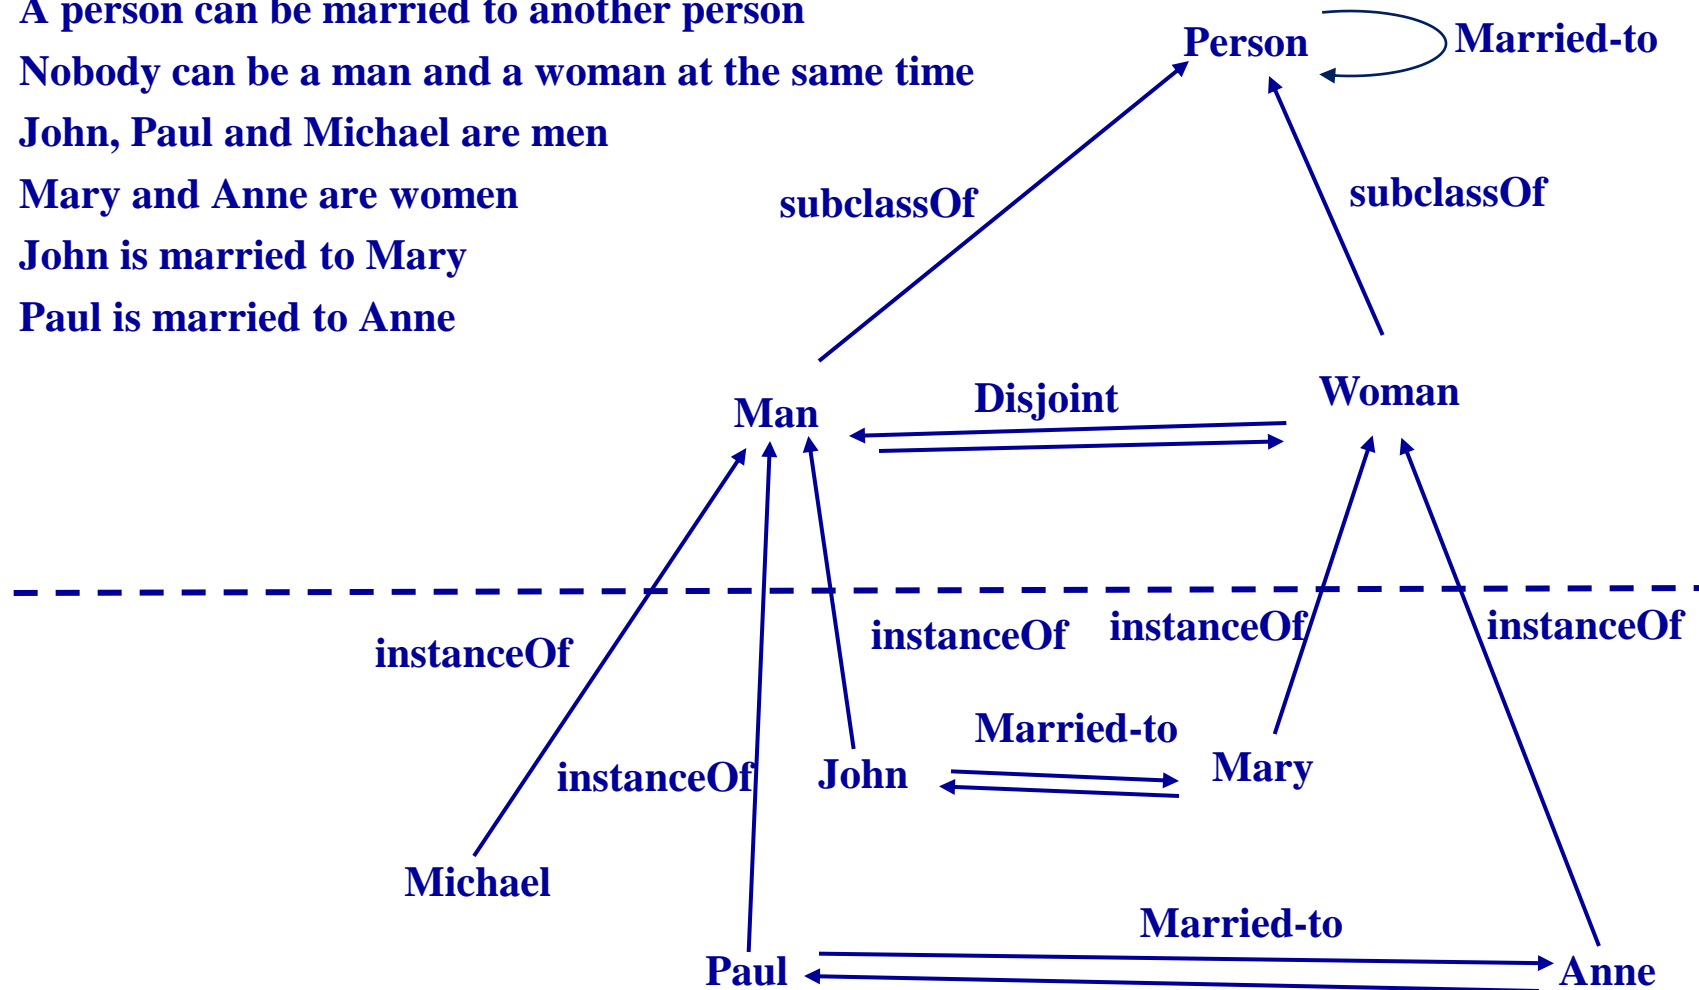 A person can be married to another person
Nobody can be a man and a woman at the same time
John, Paul and Michael are men
Mary and Anne are women
John is married to Mary
Paul is married to Anne
Person
Married-to
subclassOf
subclassOf
Man
Disjoint
Woman
instanceOf
instanceOf
instanceOf
instanceOf
instanceOf
Married-to
John
Mary
Michael
Married-to
Paul
Anne